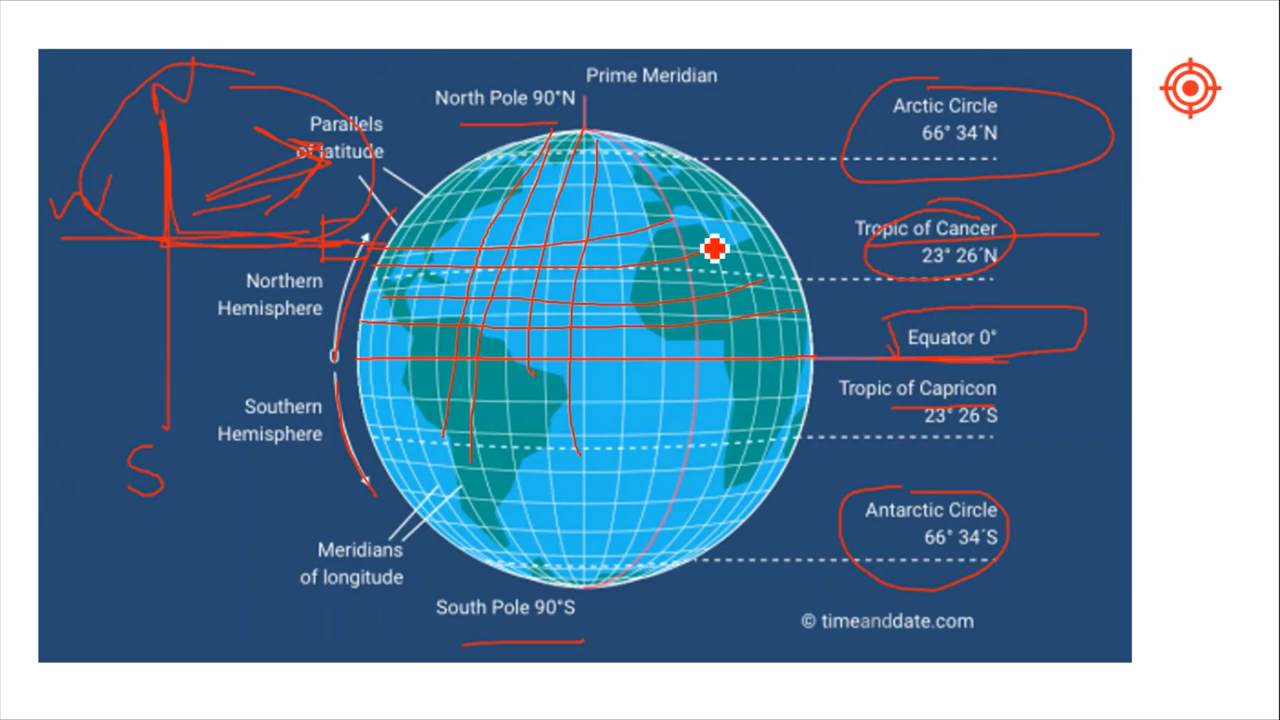 Prime Meridian
North Pole 90°N
Parallels
of latitude
Arctic Circle
66° 34´N
Tropic of Cancer
23° 26´N
Northern
Hemisphere
0
Equator 0°
Tropic of Capricon
23° 26´S
Southern
Hemisphere
Antarctic Circle
66° 34´S
Meridians
of longitude
South Pole 90°S
© timeanddate.com
N
W
S